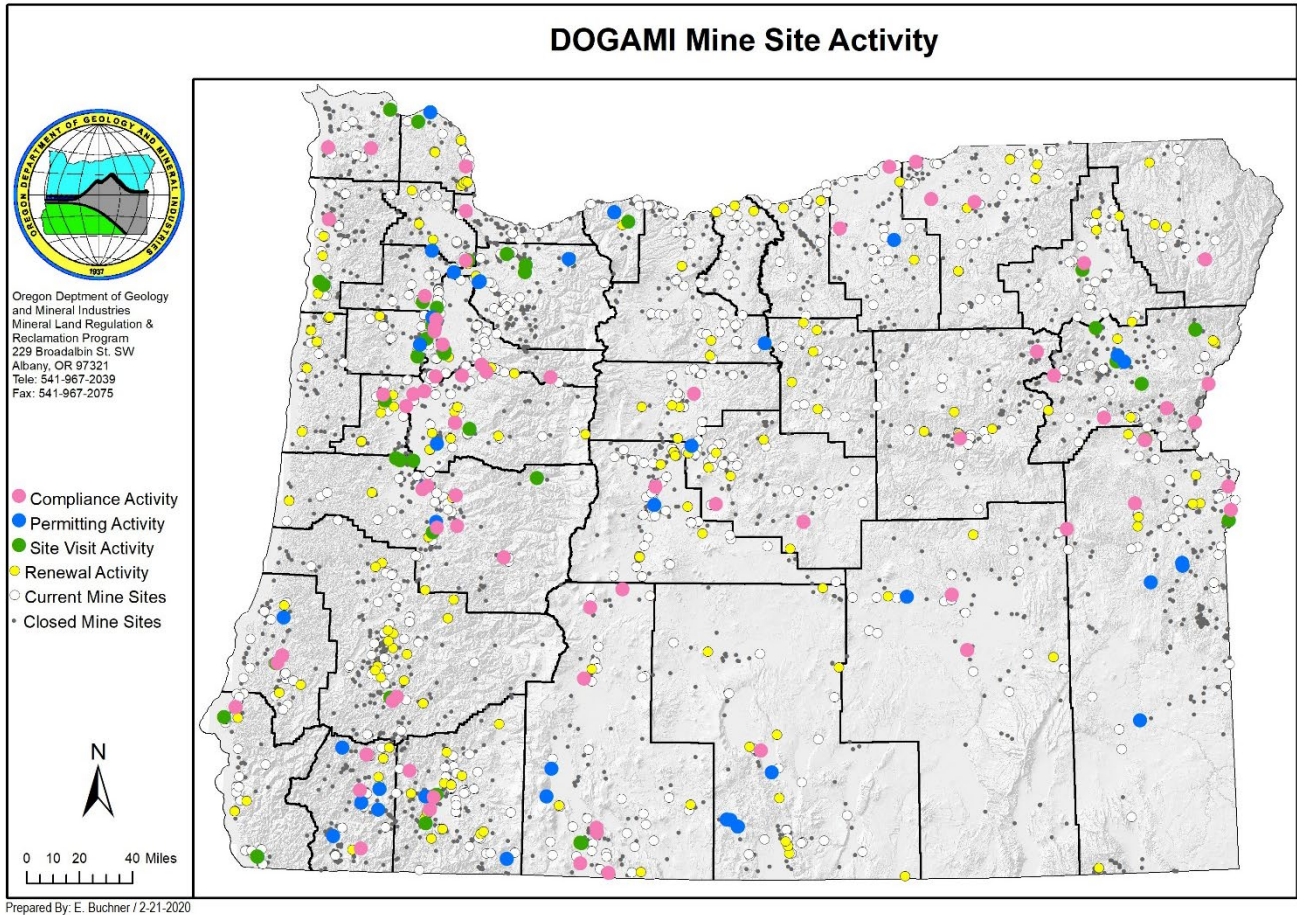 DOGAMI Mine Site Activity
OREGON DEPARTMENT OF GEOLOGY AND MINERAL INDUSTRIES
1937
Oregon Deptment of Geology
and Mineral Industries
Mineral Land Regulation &
Reclamation Program
229 Broadalbin St. SW
Albany, OR 97321
Tele: 541-967-2039
Fax: 541-967-2075
Compliance Activity
Permitting Activity
Site Visit Activity
Renewal Activity
Current Mine Sites
Closed Mine Sites
N
0 10 20 40 Miles
Prepared By: E. Buchner / 2-21-2020